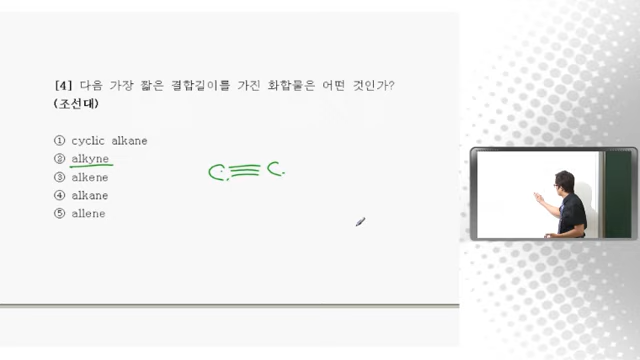 [4] 다음 가장 짧은 결합길이를 가진 화합물은 어떤 것인가?
(조선대)
① cyclic alkane
② alkyne
③ alkene
④ alkane
⑤ allene
C≡C